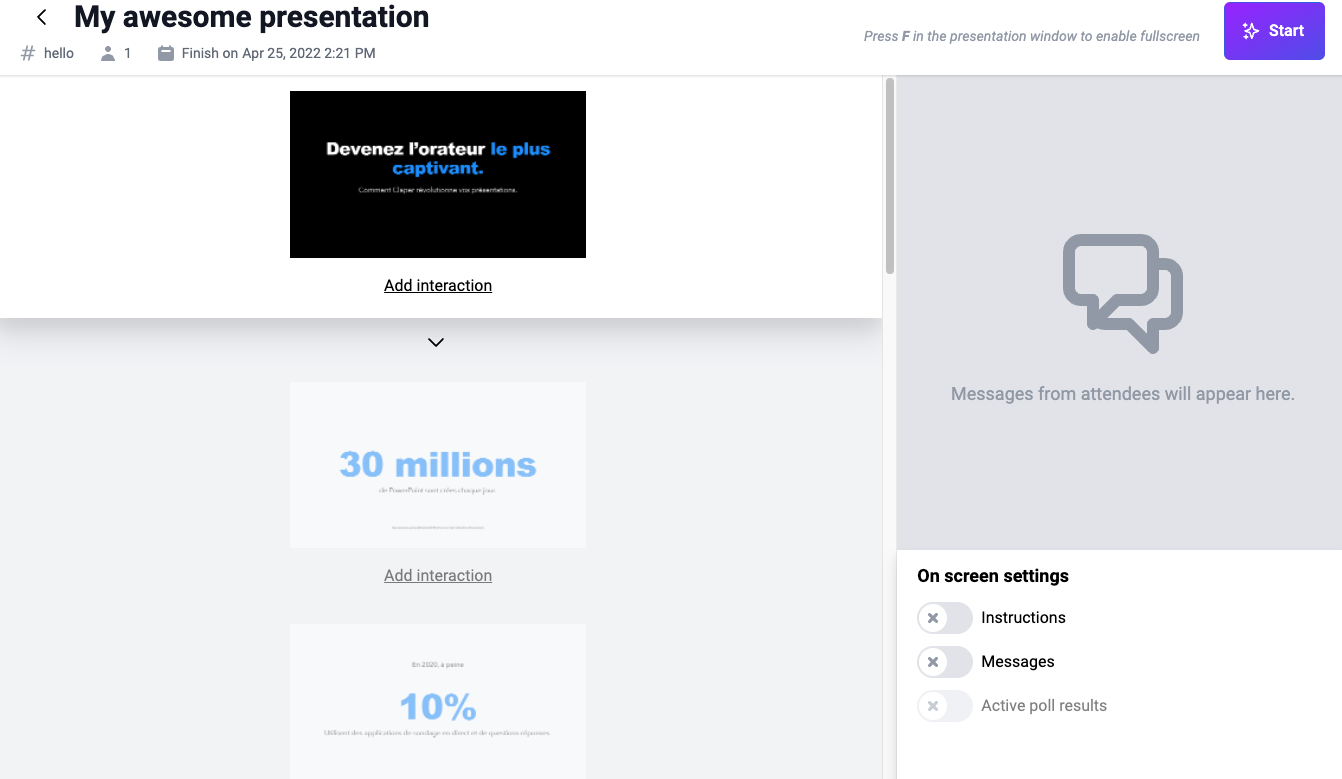 My awesome presentation
# hello
1
Finish on Apr 25, 2022 2:21 PM
Press F in the presentation window to enable fullscreen
Start
Devenez l’orateur le plus
captivant.
Comment Claper révolutionne vos présentations.
Add interaction
30 millions
de PowerPoint sont créés chaque jour.
Add interaction
En 2020, à peine
10%
Utilisent des applications de sondage en direct et de questions réponses
Messages from attendees will appear here.
On screen settings
Instructions
Messages
Active poll results